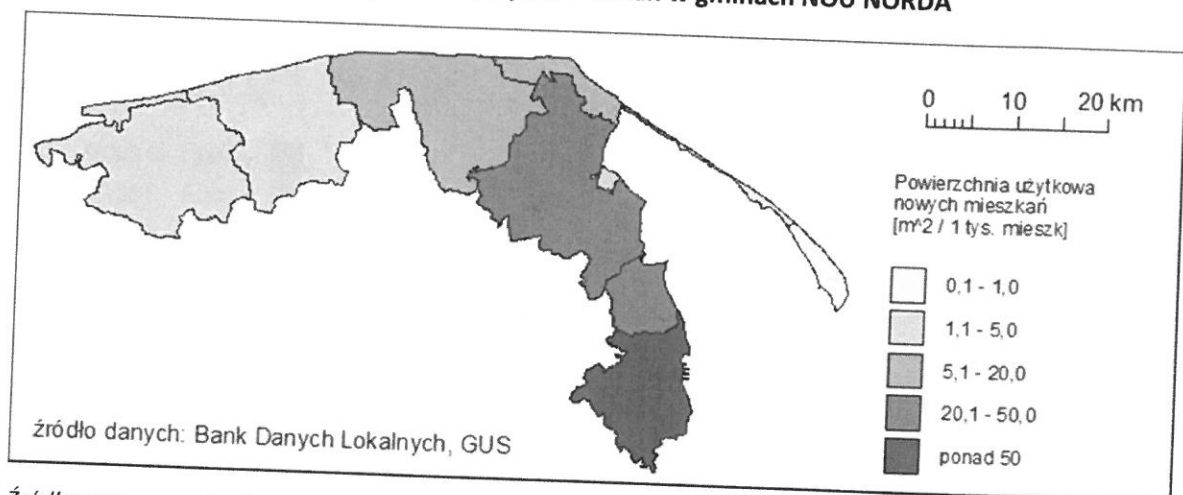 w gminach NOU NORDA
0 10 20 km
Powierzchnia użytkowa
nowych mieszkań
[m^2 / 1 tys. mieszk]
0,1 - 1,0
1,1 - 5,0
5,1 - 20,0
20,1 - 50,0
ponad 50
źródło danych: Bank Danych Lokalnych, GUS